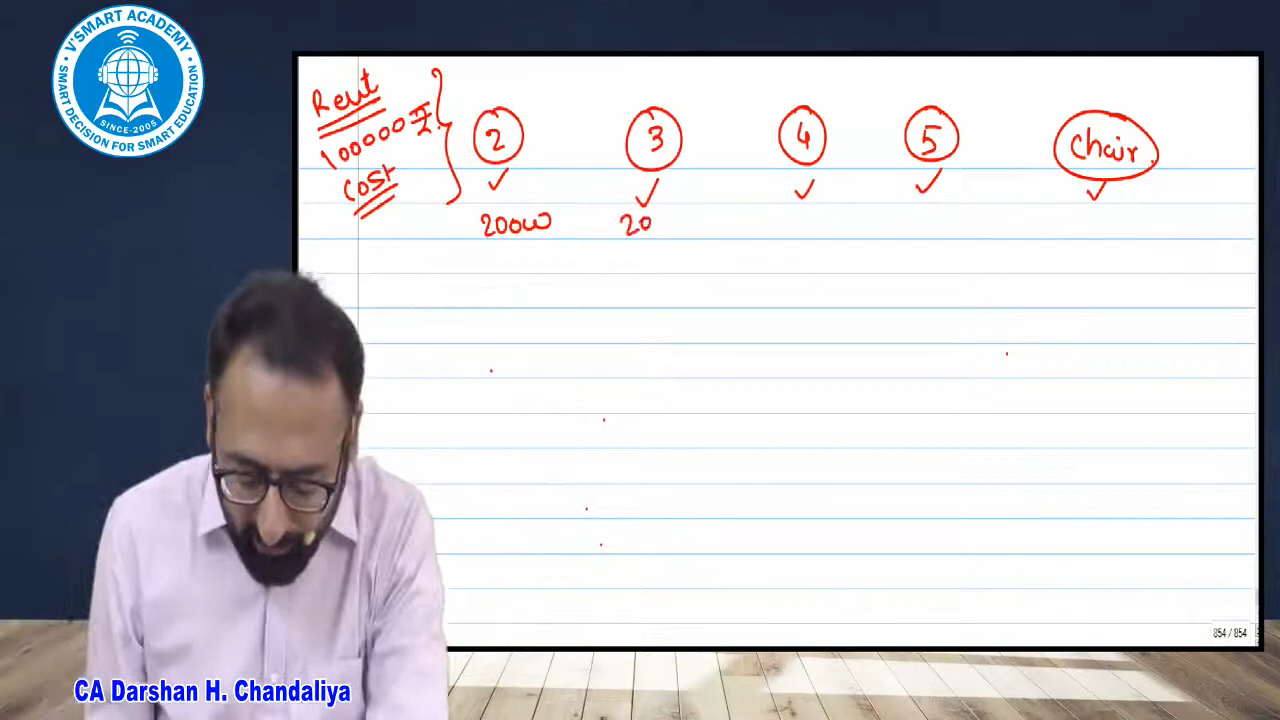 V'SMART ACADEMY
SINCE-2005
SMART DECISION FOR SMART EDUCATION
Rent
100000
Cost
2 3 4 5 Chair
20000 20
854 / 854
CA Darshan H. Chandaliya